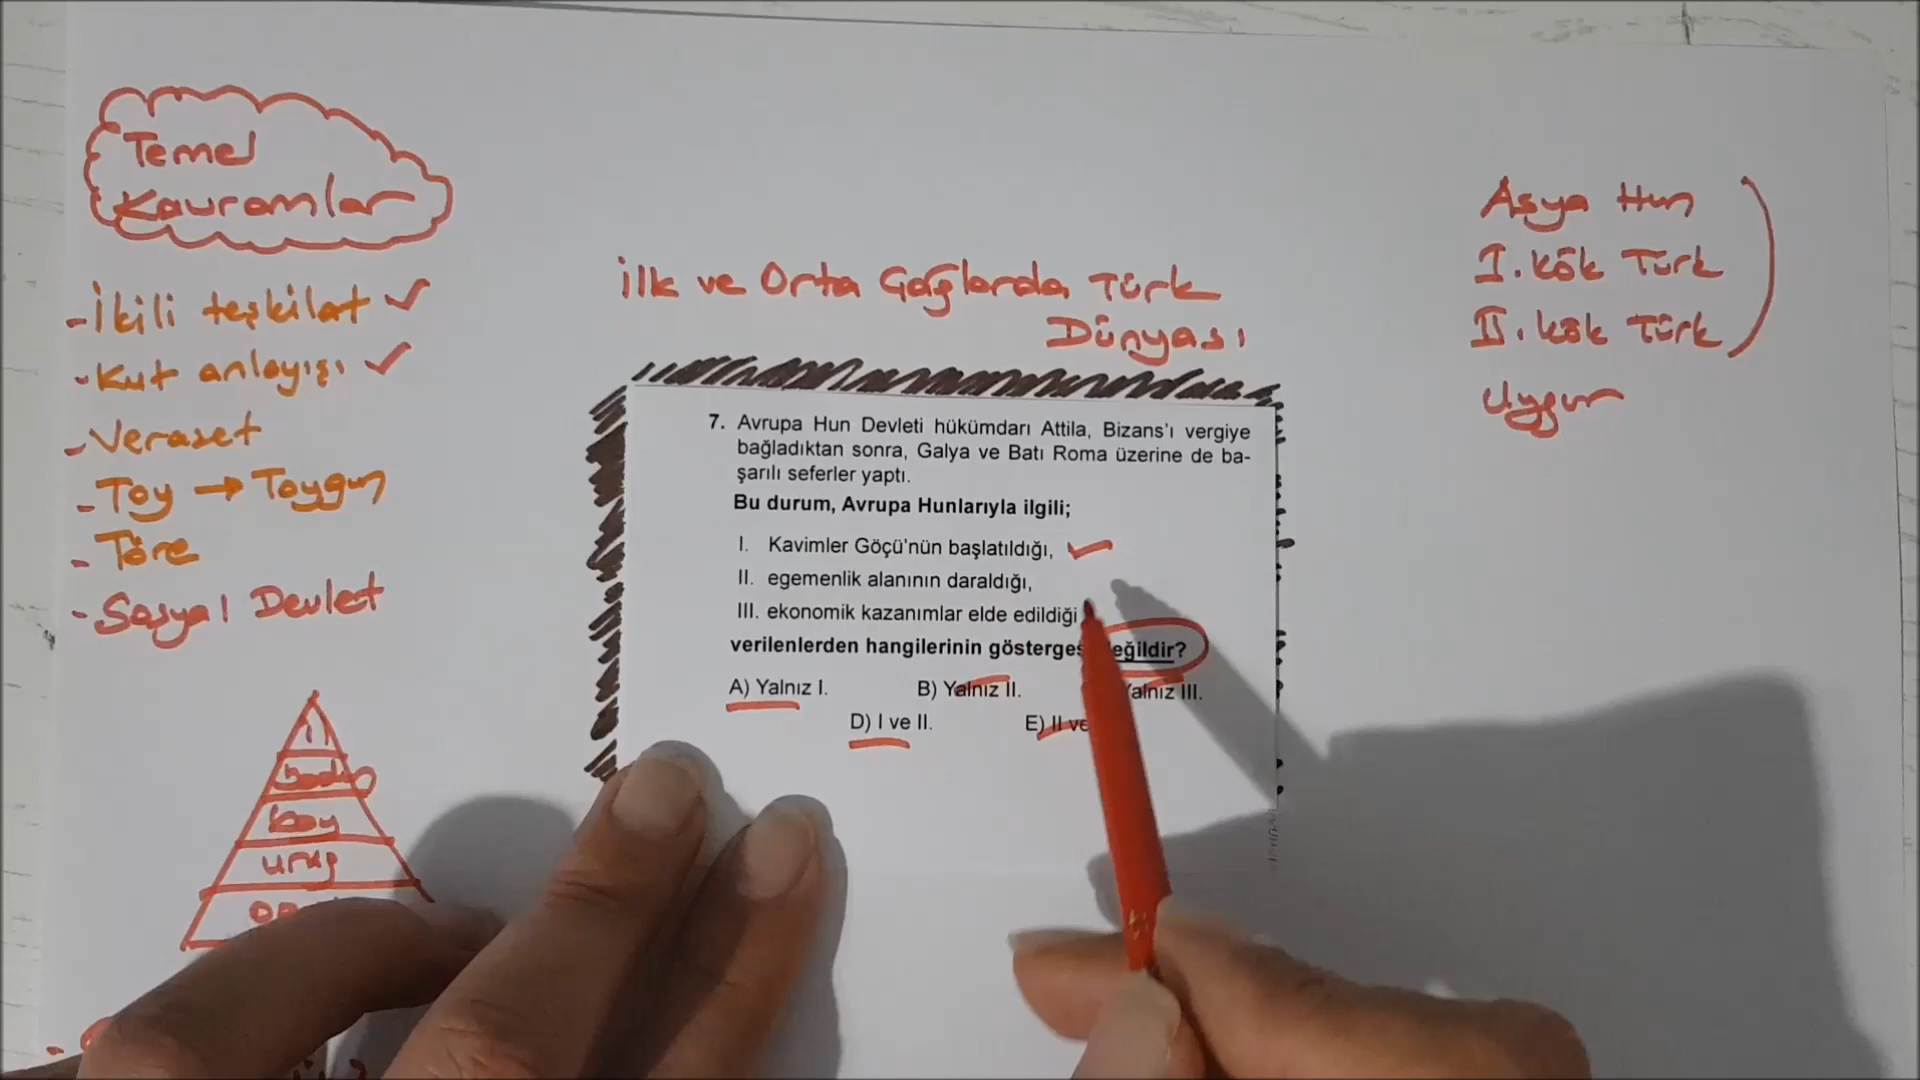 Temel
Kavramlar
- İkili teşkilat ✓
- Kut anlayışı ✓
- Veraset
- Toy → Toygun
- Töre
- Sosyal Devlet
il
bodun
boy
uruş
İlk ve Orta Çağlarda Türk
Dünyası
7. Avrupa Hun Devleti hükümdarı Attila, Bizans'ı vergiye
bağladıktan sonra, Galya ve Batı Roma üzerine de ba-
şarılı seferler yaptı.
Bu durum, Avrupa Hunlarıyla ilgili;
I. Kavimler Göçü'nün başlatıldığı, ✓
II. egemenlik alanının daraldığı,
III. ekonomik kazanımlar elde edildiği
verilenlerden hangilerinin değildir?
A) Yalnız I. B) Yalnız II. Yalnız III.
D) I ve II. E) II ve
Asya Hun
I. Kök Türk
II. Kök Türk
Uygur